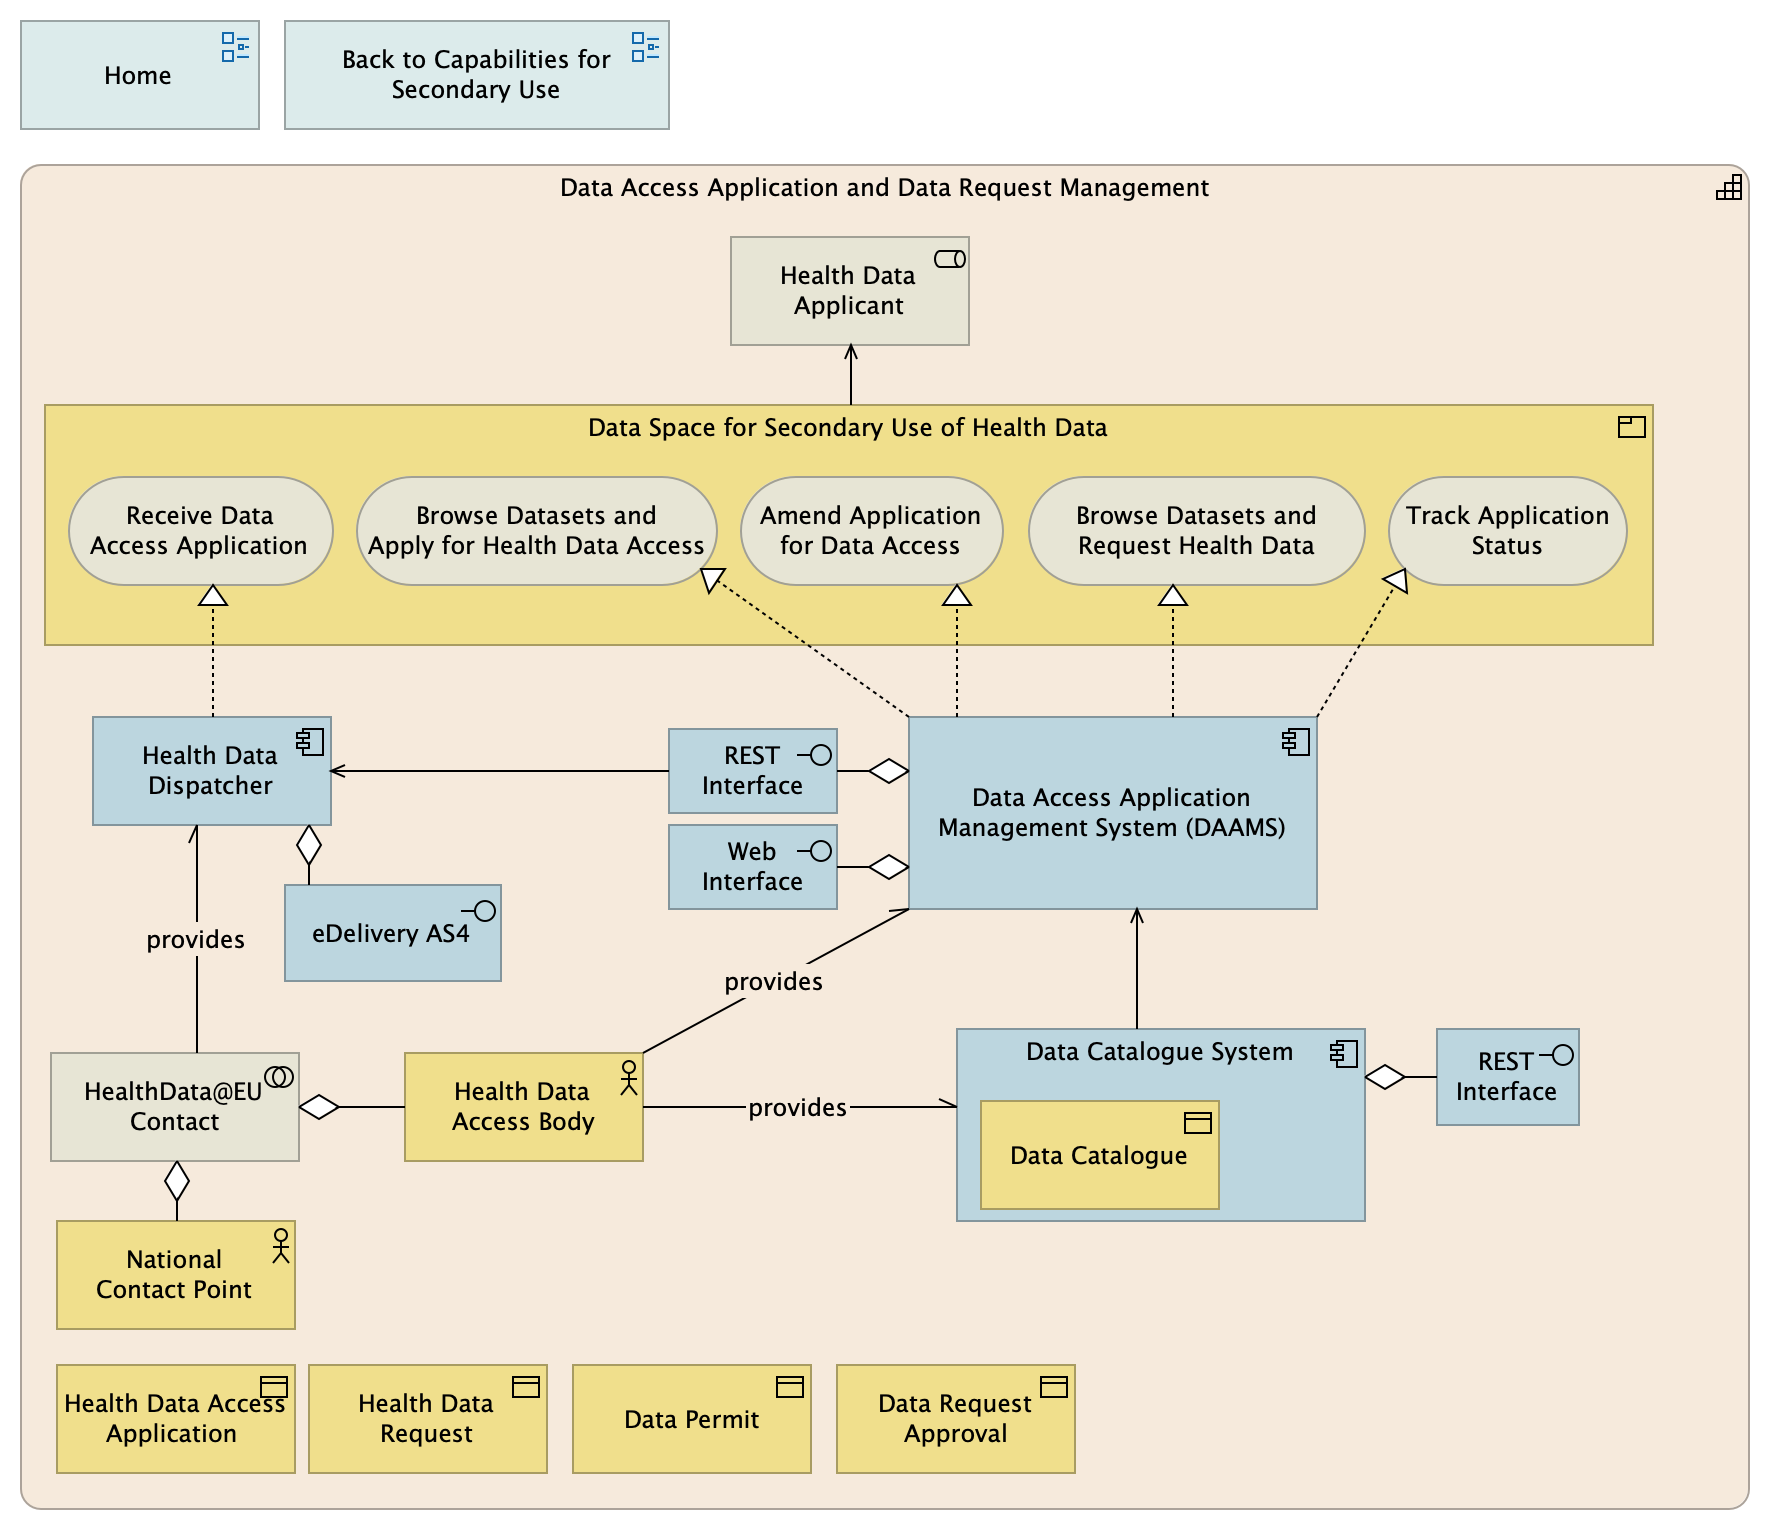 Home
Back to Capabilities for
Secondary Use
Data Access Application and Data Request Management
Health Data
Applicant
Data Space for Secondary Use of Health Data
Receive Data
Access Application
Browse Datasets and
Apply for Health Data Access
Amend Application
for Data Access
Browse Datasets and
Request Health Data
Track Application
Status
Health Data
Dispatcher
REST
Interface
Web
Interface
Data Access Application
Management System (DAAMS)
eDelivery AS4
provides
provides
HealthData@EU
Contact
Health Data
Access Body
provides
Data Catalogue System
Data Catalogue
REST
Interface
National
Contact Point
Health Data Access
Application
Health Data
Request
Data Permit
Data Request
Approval